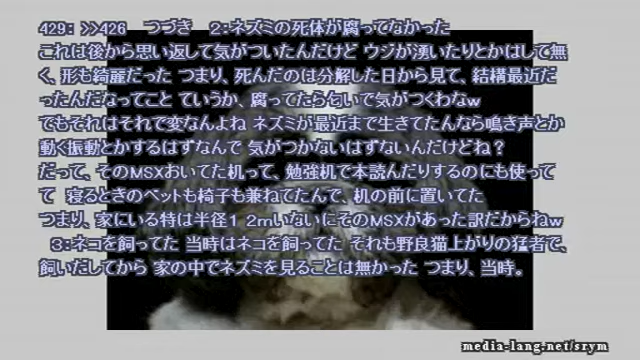 429: >>426　つづき　２:ネズミの死体が腐ってなかった
これは後から思い返して気がついたんだけど ウジが湧いたりとかはして無
く、形も綺麗だった つまり、死んだのは分解した日から見て、結構最近だ
ったんだなってこと ていうか、腐ってたら匂いで気がつくわなw
でもそれはそれで変なんよね ネズミが最近まで生きてたんなら鳴き声とか
動く振動とかするはずなんで 気がつかないはずないんだけどね？
だって、そのMSXおいてた机って、勉強机で本読んだりするのにも使って
て　寝るときのベットも椅子も兼ねてたんで、机の前に置いてた
つまり、家にいる時は半径１２mいないにそのMSXがあった訳だからねw
　３:ネコを飼ってた 当時はネコを飼ってた それも野良猫上がりの猛者で、
飼いだしてから 家の中でネズミを見ることは無かった つまり、当時。
media-lang-net/srym